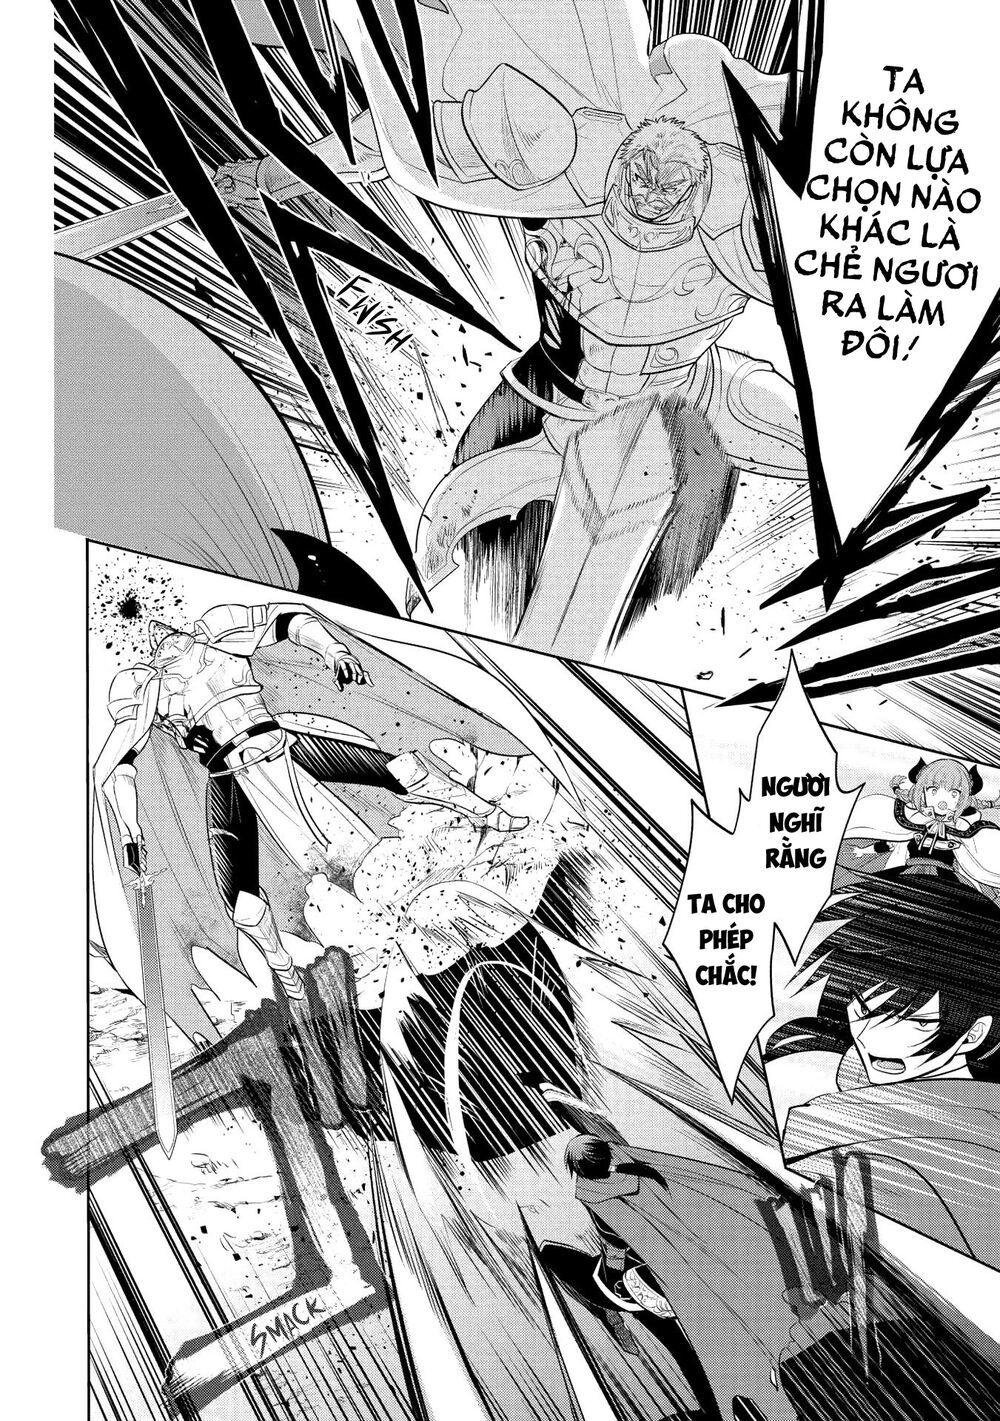 TA
KHÔNG
CÒN LỰA
CHỌN NÀO
KHÁC LÀ
CHẺ NGƯƠI
RA LÀM
ĐÔI!
FWISH
NGƯƠI
NGHĨ
RẰNG
TA CHO
PHÉP
CHẮC!
SMACK